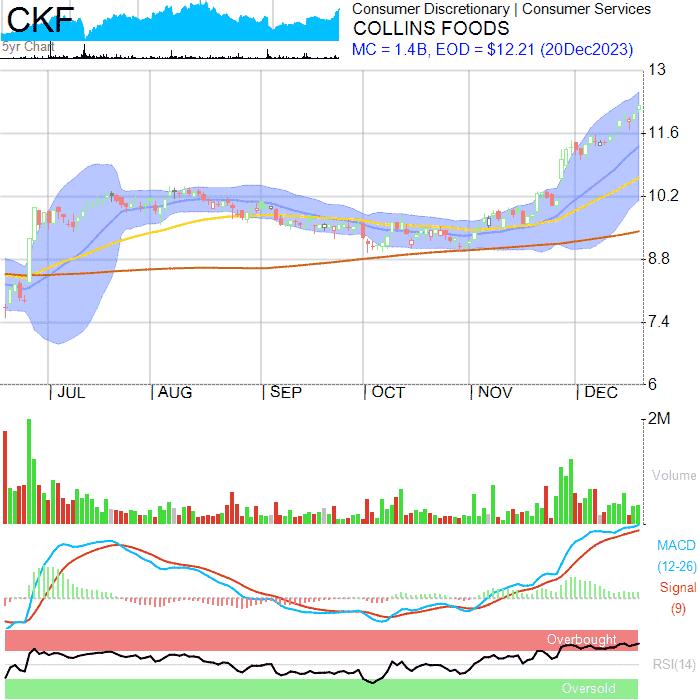 CKF
5yr Chart
Consumer Discretionary | Consumer Services
COLLINS FOODS
MC = 1.4B, EOD = $12.21 (20Dec2023)
13
11.6
10.2
8.8
7.4
6
JUL
AUG
SEP
OCT
NOV
DEC
2M
Volume
MACD
(12-26)
Signal
(9)
Overbought
RSI(14)
Oversold